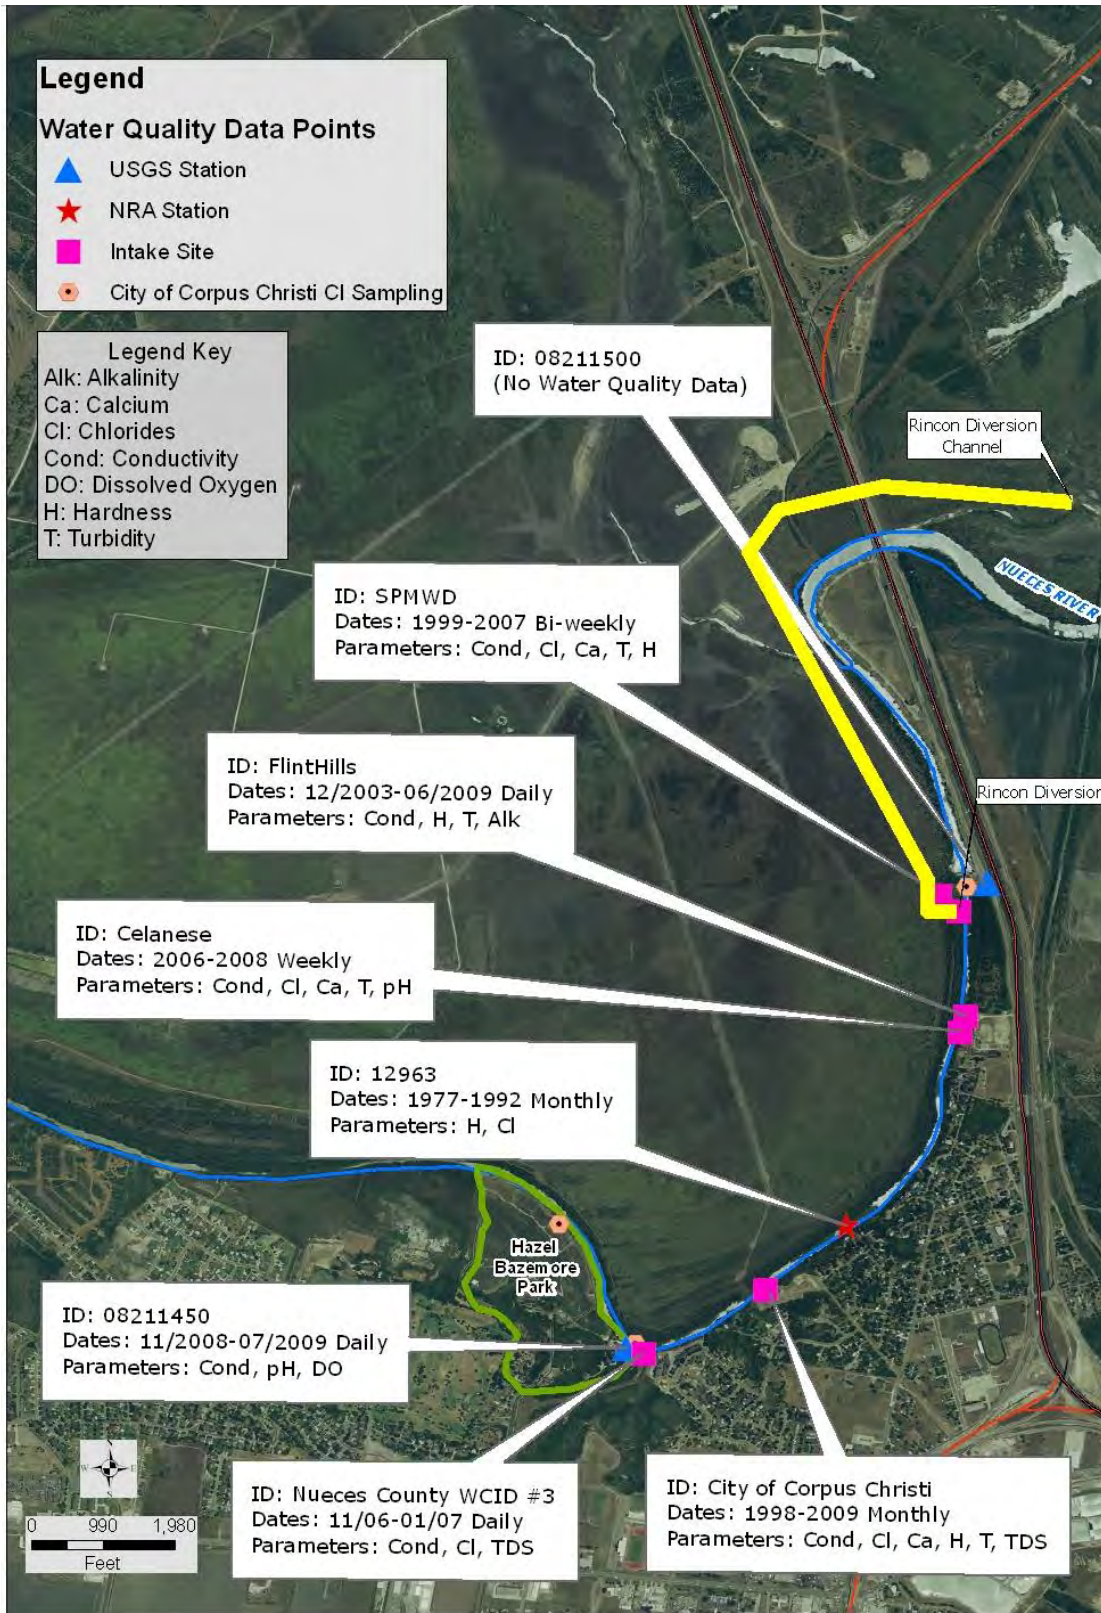 Legend
Water Quality Data Points
USGS Station
NRA Station
Intake Site
City of Corpus Christi Cl Sampling
Legend Key
Alk: Alkalinity
Ca: Calcium
Cl: Chlorides
Cond: Conductivity
DO: Dissolved Oxygen
H: Hardness
T: Turbidity
ID: 08211500
(No Water Quality Data)
Rincon Diversion
Channel
NUECES RIVER
ID: SPMWD
Dates: 1999-2007 Bi-weekly
Parameters: Cond, Cl, Ca, T, H
ID: FlintHills
Dates: 12/2003-06/2009 Daily
Parameters: Cond, H, T, Alk
Rincon Diversion
ID: Celanese
Dates: 2006-2008 Weekly
Parameters: Cond, Cl, Ca, T, pH
ID: 12963
Dates: 1977-1992 Monthly
Parameters: H, Cl
Hazel
Bazemore
Park
ID: 08211450
Dates: 11/2008-07/2009 Daily
Parameters: Cond, pH, DO
ID: Nueces County WCID #3
Dates: 11/06-01/07 Daily
Parameters: Cond, Cl, TDS
ID: City of Corpus Christi
Dates: 1998-2009 Monthly
Parameters: Cond, Cl, Ca, H, T, TDS
W E
0 990 1,980
Feet